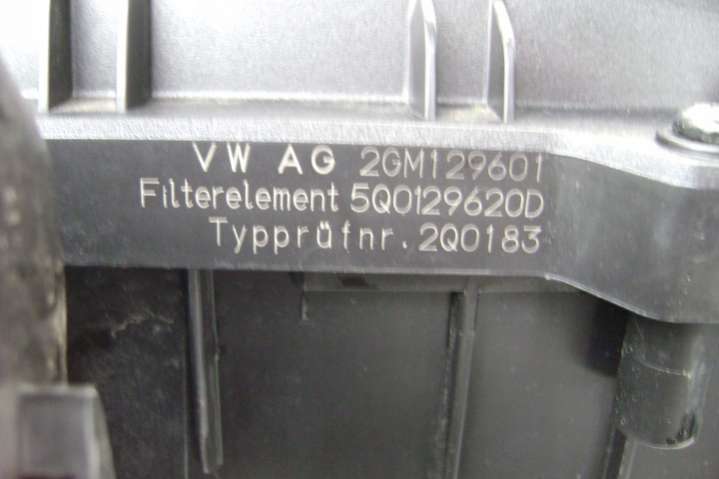 VW AG 2GM129601
Filterelement 5Q0129620D
Typprüfnr. 2Q0183